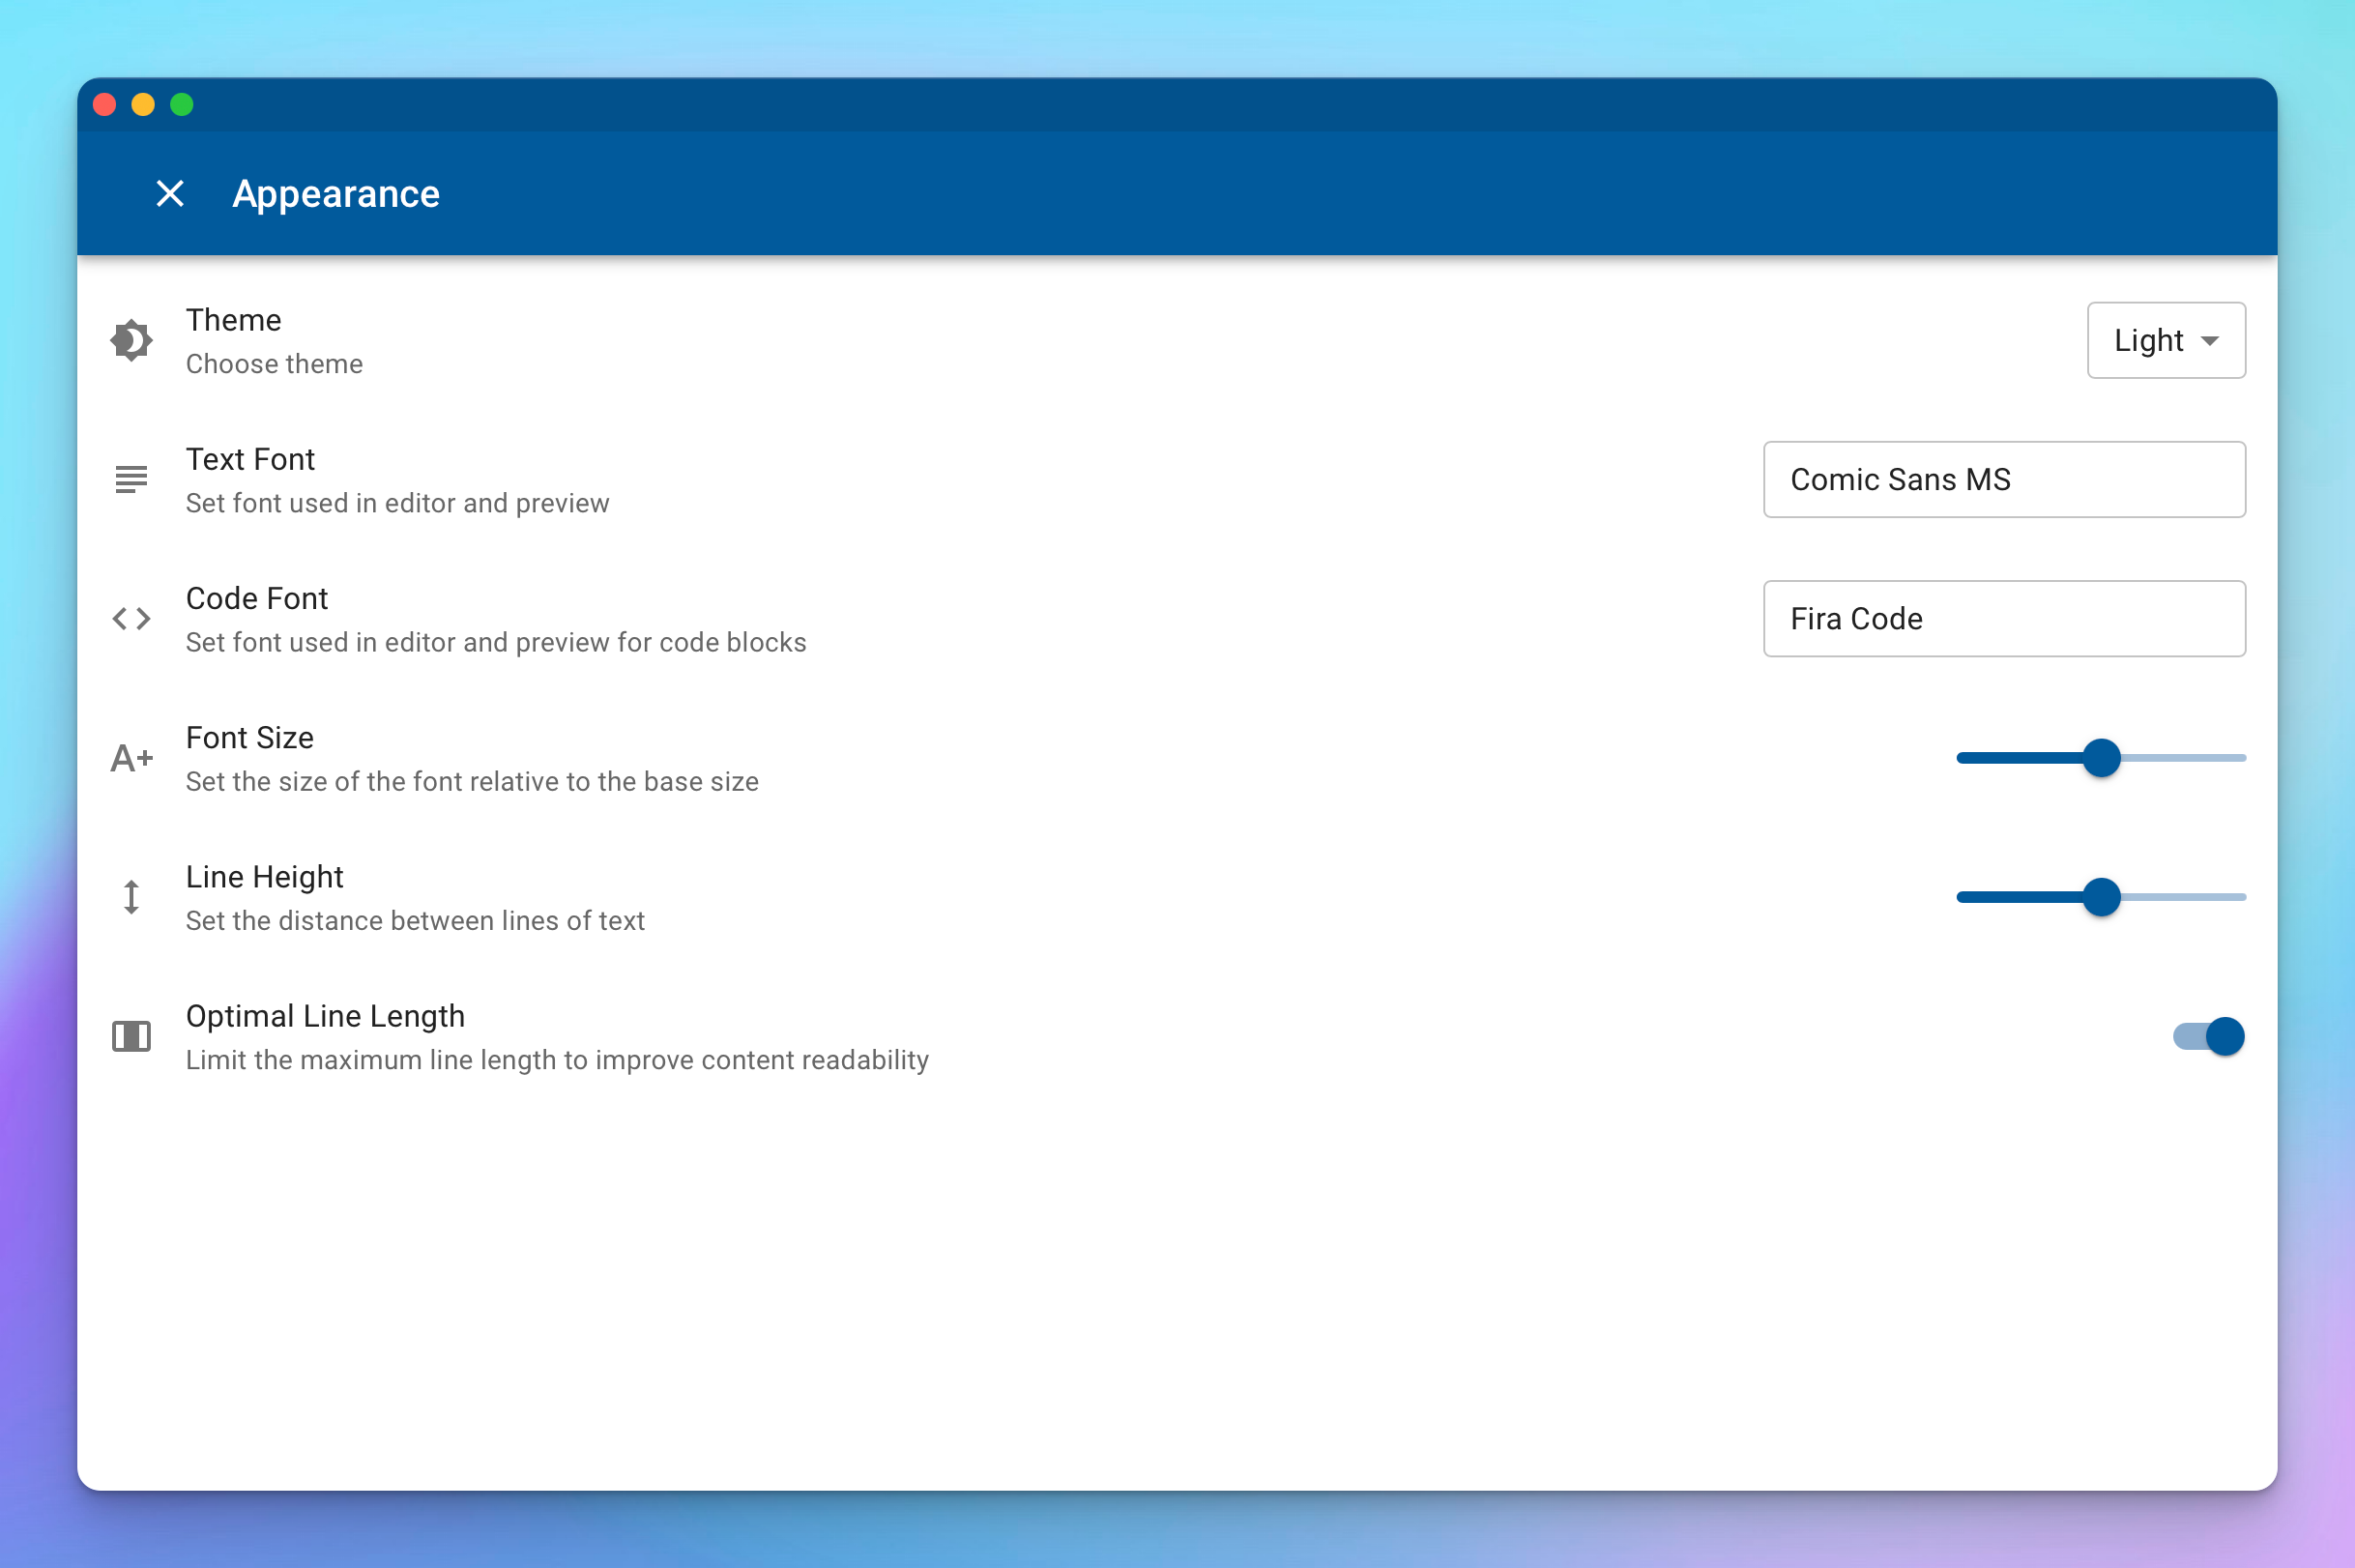 Appearance
Theme
Choose theme
Light
Text Font
Set font used in editor and preview
Comic Sans MS
Code Font
Set font used in editor and preview for code blocks
Fira Code
A+
Font Size
Set the size of the font relative to the base size
Line Height
Set the distance between lines of text
Optimal Line Length
Limit the maximum line length to improve content readability